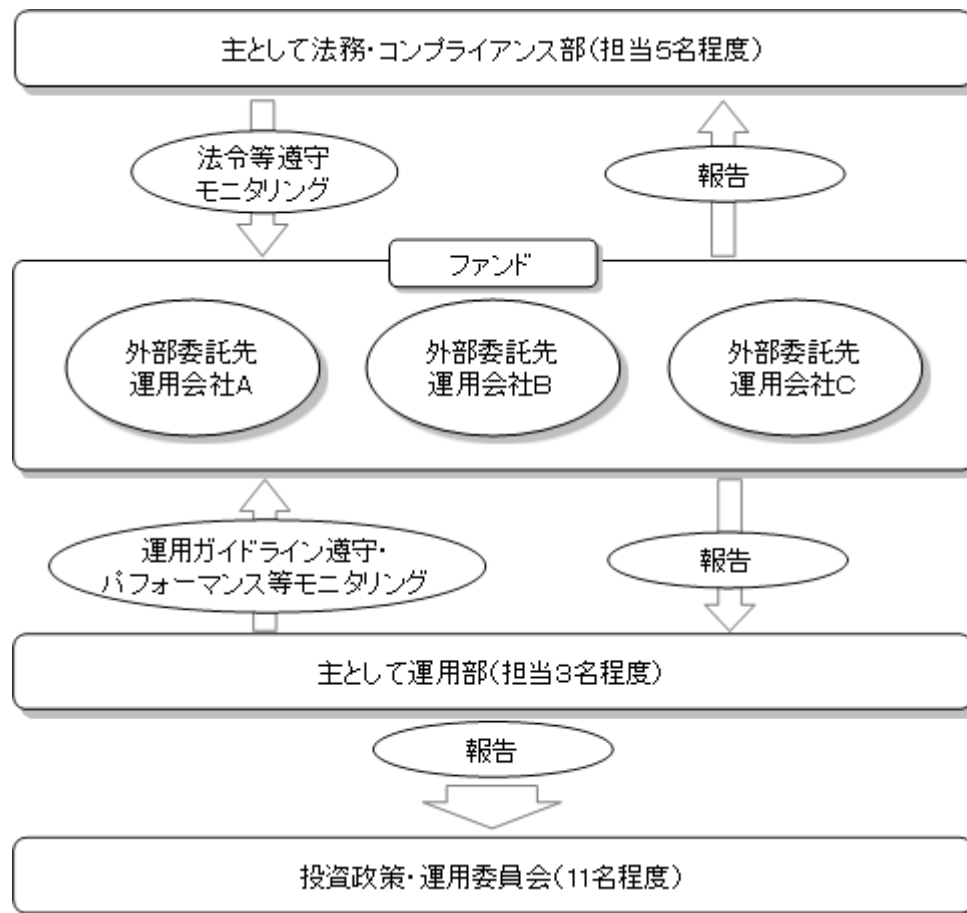 主として法務・コンプライアンス部(担当5名程度)
法令等遵守
モニタリング
報告
ファンド
外部委託先
運用会社A
外部委託先
運用会社B
外部委託先
運用会社C
運用ガイドライン遵守・
パフォーマンス等モニタリング
報告
主として運用部(担当3名程度)
報告
投資政策・運用委員会(11名程度)